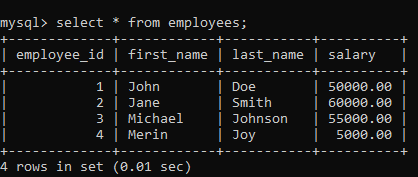 mysql> select * from employees;
+-------------+------------+-----------+----------+
| employee_id | first_name | last_name | salary   |
+-------------+------------+-----------+----------+
|           1 | John       | Doe       | 50000.00 |
|           2 | Jane       | Smith     | 60000.00 |
|           3 | Michael    | Johnson   | 55000.00 |
|           4 | Merin      | Joy       |  5000.00 |
+-------------+------------+-----------+----------+
4 rows in set (0.01 sec)